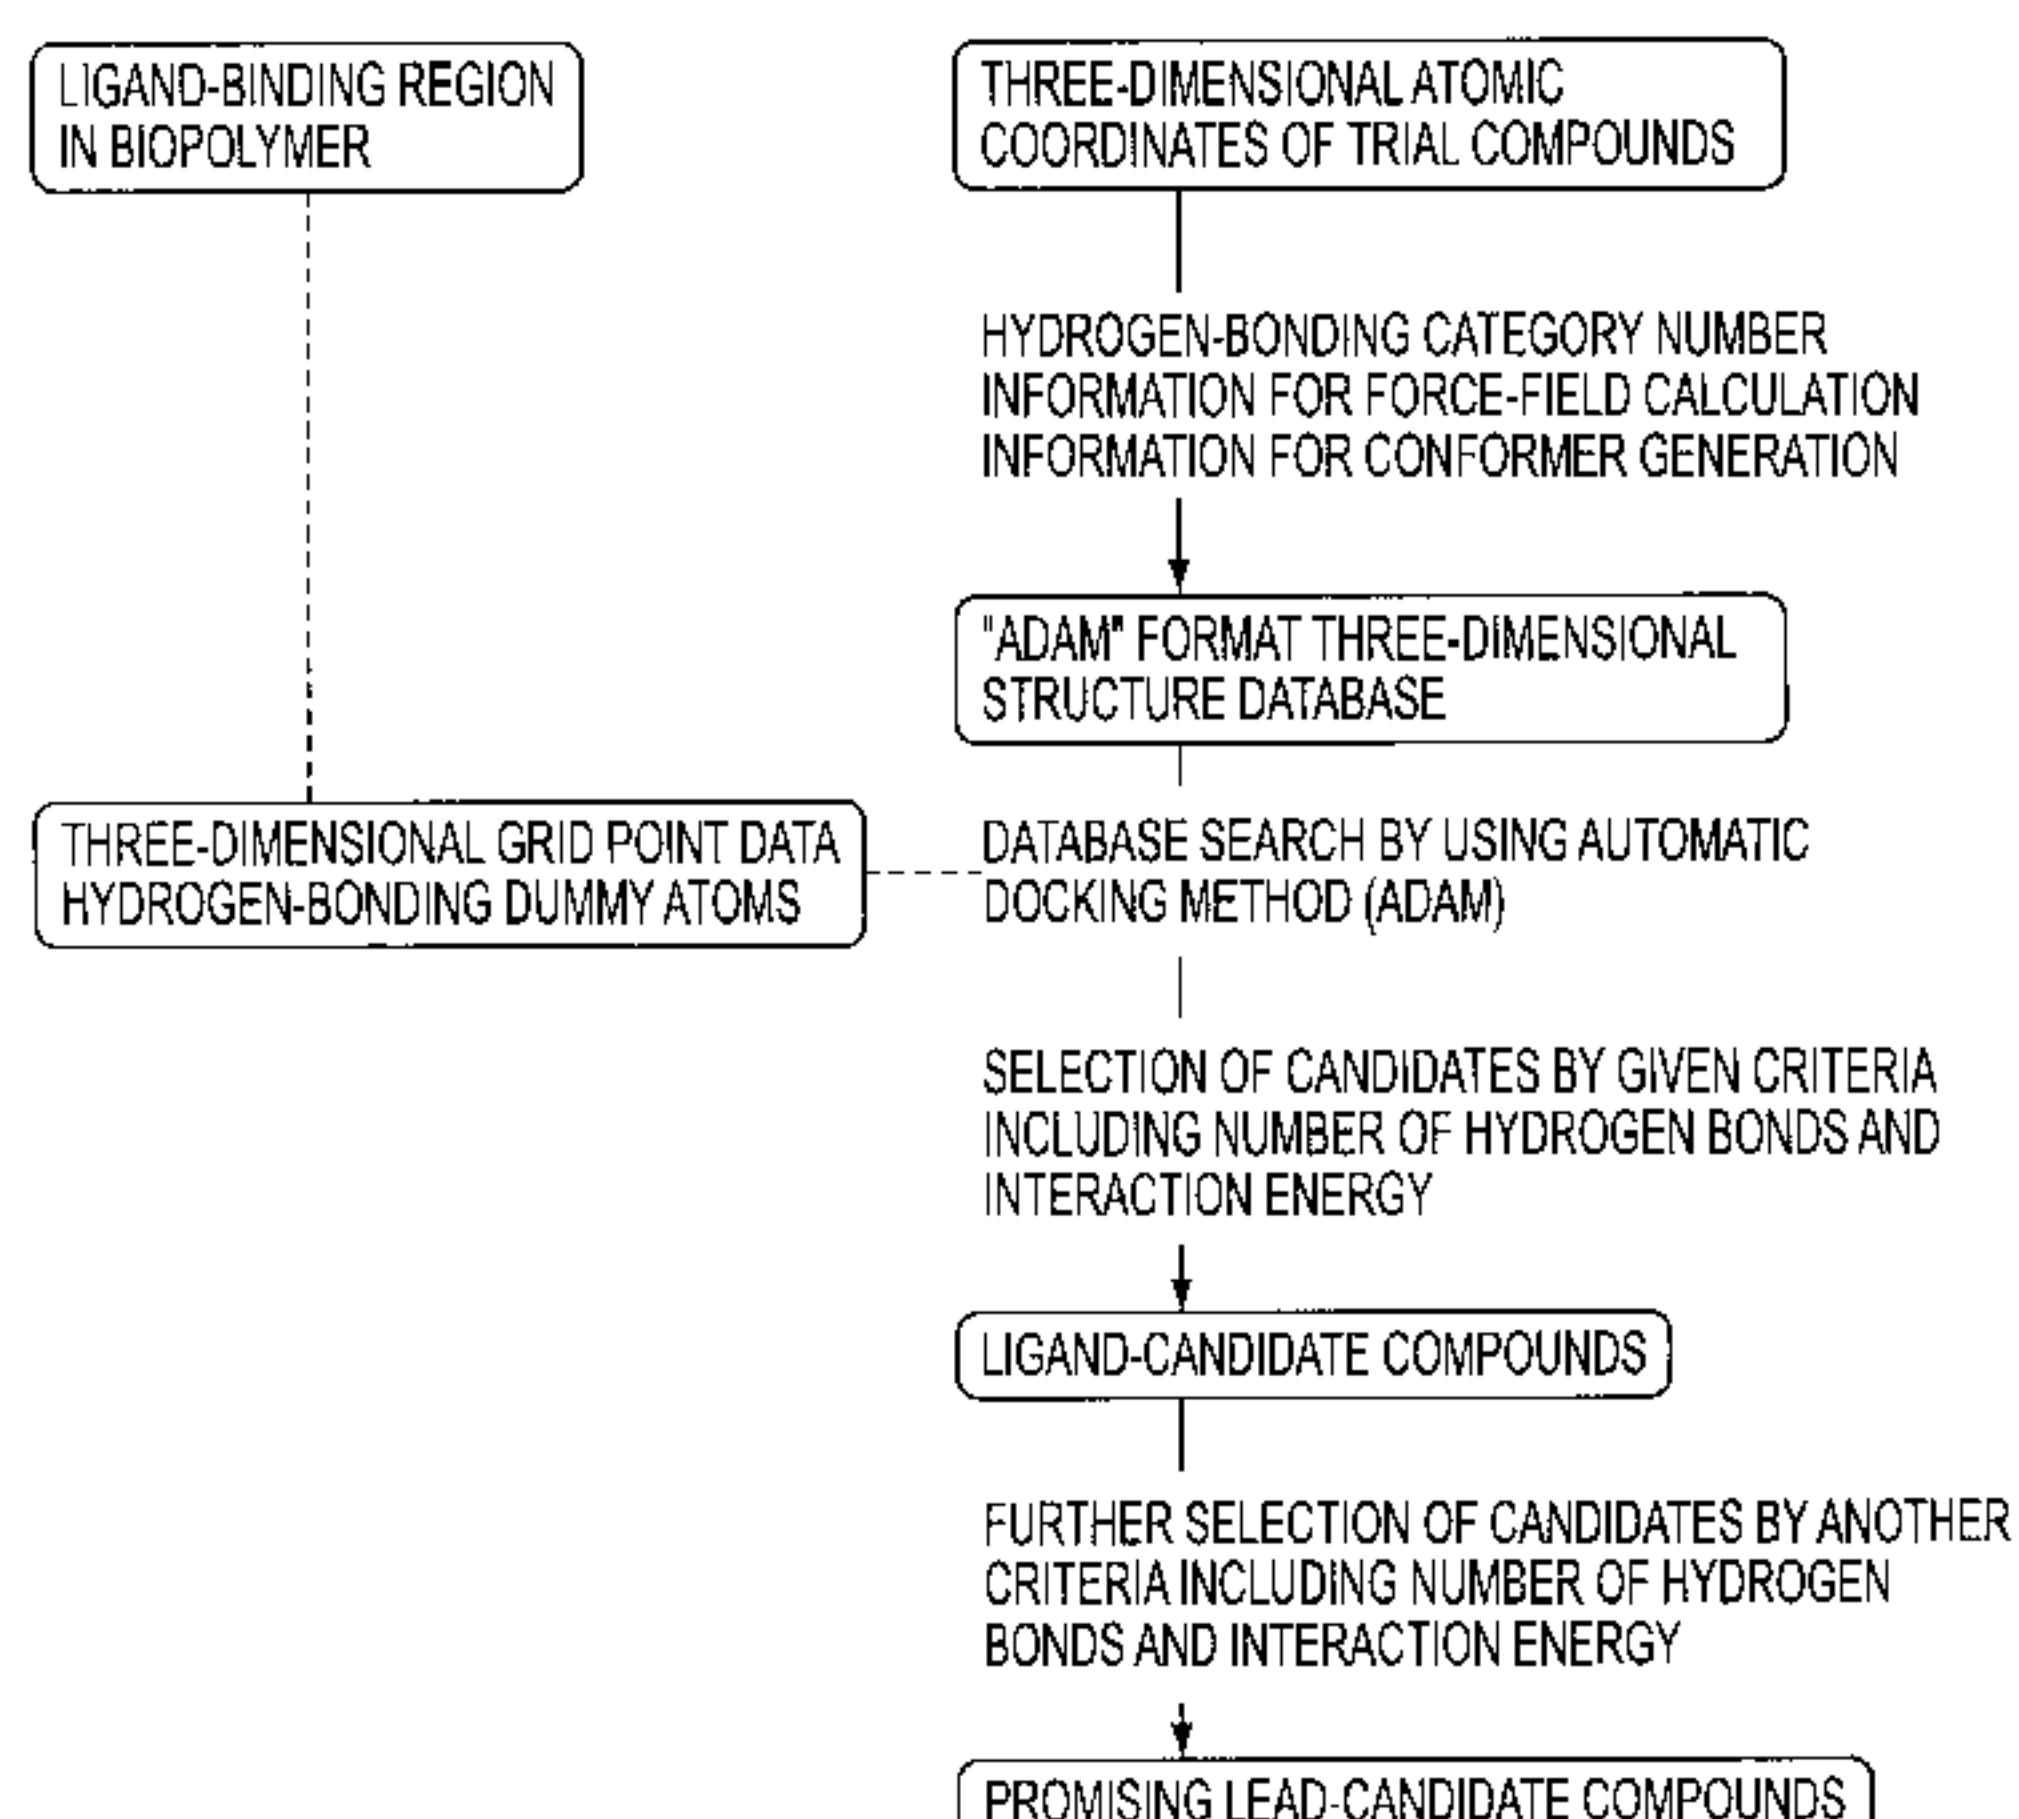 LIGAND-BINDING REGION
IN BIOPOLYMER
THREE-DIMENSIONAL ATOMIC
COORDINATES OF TRIAL COMPOUNDS
HYDROGEN-BONDING CATEGORY NUMBER
INFORMATION FOR FORCE-FIELD CALCULATION
INFORMATION FOR CONFORMER GENERATION
"ADAM" FORMAT THREE-DIMENSIONAL
STRUCTURE DATABASE
THREE-DIMENSIONAL GRID POINT DATA
HYDROGEN-BONDING DUMMY ATOMS
DATABASE SEARCH BY USING AUTOMATIC
DOCKING METHOD (ADAM)
SELECTION OF CANDIDATES BY GIVEN CRITERIA
INCLUDING NUMBER OF HYDROGEN BONDS AND
INTERACTION ENERGY
LIGAND-CANDIDATE COMPOUNDS
FURTHER SELECTION OF CANDIDATES BY ANOTHER
CRITERIA INCLUDING NUMBER OF HYDROGEN
BONDS AND INTERACTION ENERGY
PROMISING LEAD-CANDIDATE COMPOUNDS